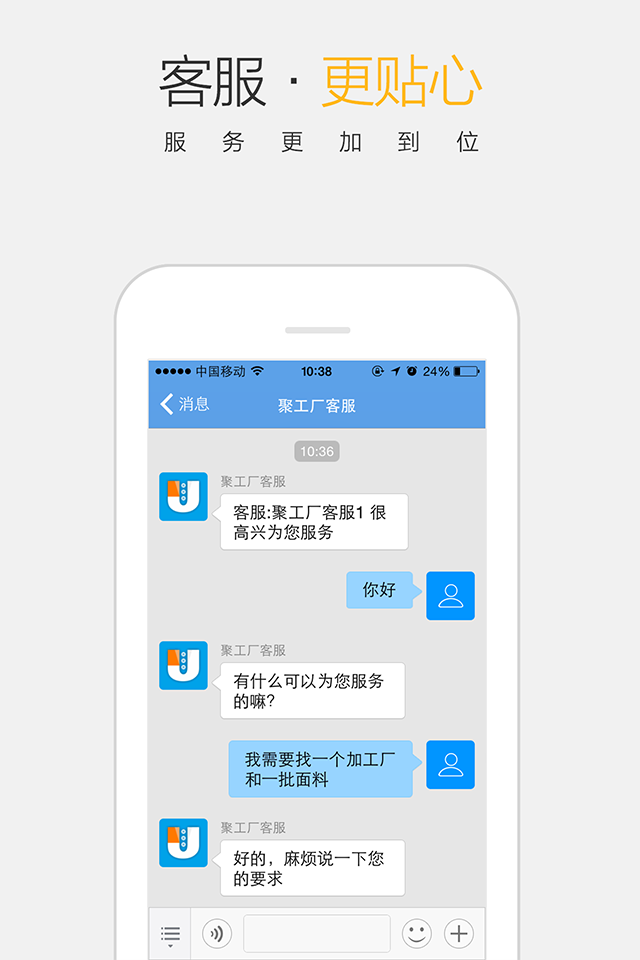 客服·更贴心
服务更加到位
中国移动 10:38 24%
消息 聚工厂客服
10:36
聚工厂客服
客服:聚工厂客服1 很
高兴为您服务
你好
聚工厂客服
有什么可以为您服务
的嘛?
我需要找一个加工厂
和一批面料
聚工厂客服
好的，麻烦说一下您
的要求